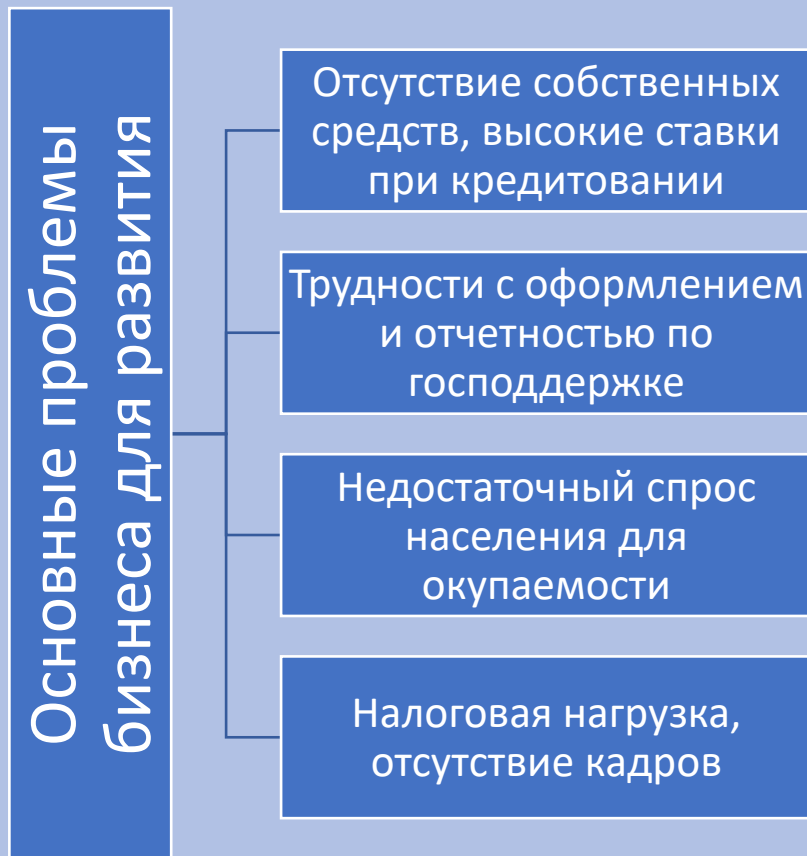 Основные проблемы
бизнеса для развития
Отсутствие собственных
средств, высокие ставки
при кредитовании
Трудности с оформлением
и отчетностью по
господдержке
Недостаточный спрос
населения для
окупаемости
Налоговая нагрузка,
отсутствие кадров